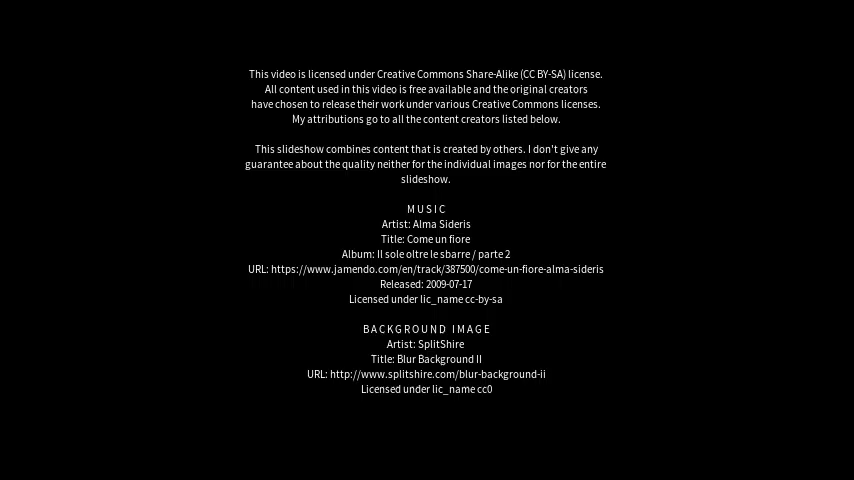 This video is licensed under Creative Commons Share-Alike (CC BY-SA) license.
All content used in this video is free available and the original creators
have chosen to release their work under various Creative Commons licenses.
My attributions go to all the content creators listed below.
This slideshow combines content that is created by others. I don't give any
guarantee about the quality neither for the individual images nor for the entire
slideshow.
MUSIC
Artist: Alma Sideris
Title: Come un fiore
Album: Il sole oltre le sbarre / parte 2
URL: https://www.jamendo.com/en/track/387500/come-un-fiore-alma-sideris
Released: 2009-07-17
Licensed under lic_name cc-by-sa
BACKGROUND IMAGE
Artist: SplitShire
Title: Blur Background II
URL: http://www.splitshire.com/blur-background-ii
Licensed under lic_name cc0